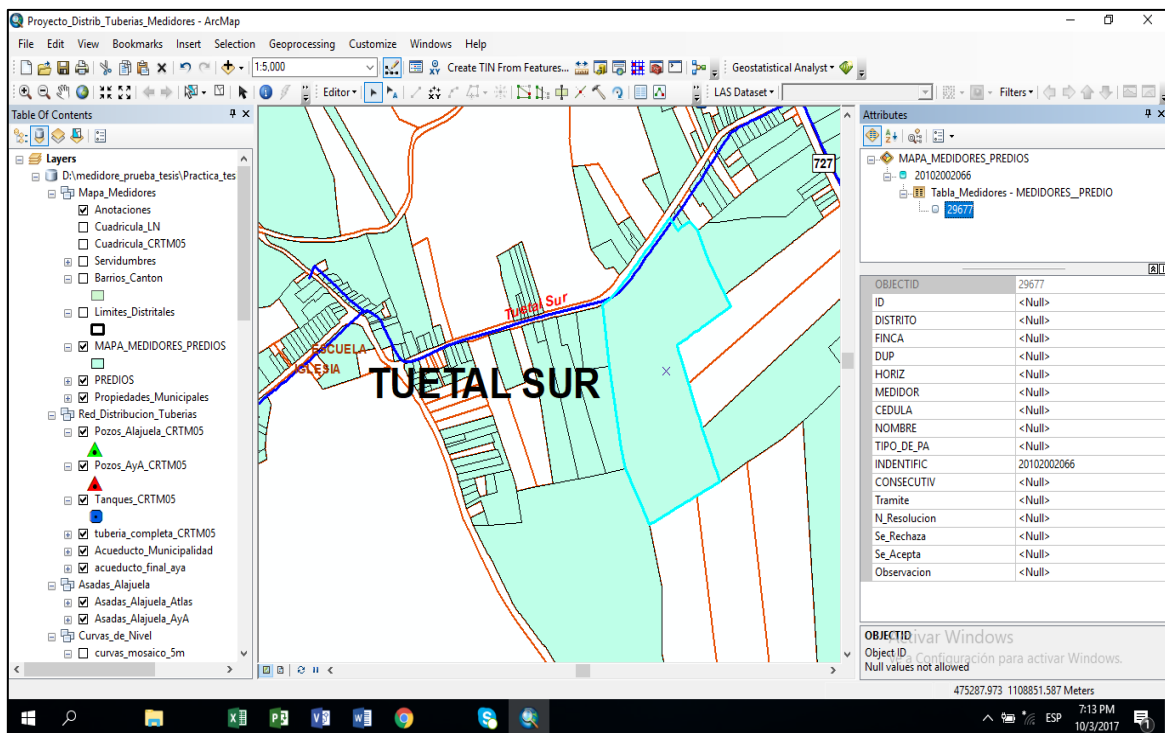 Proyecto_Distrib_Tuberias_Medidores - ArcMap
File Edit View Bookmarks Insert Selection Geoprocessing Customize Windows Help
1:5,000 Create TIN From Features... Geostatistical Analyst
Editor LAS Dataset Filters
Table Of Contents
Layers
D:\medidore_prueba_tesis\Practica_tes
Mapa_Medidores
Anotaciones
Cuadricula_LN
Cuadricula_CRTM05
Servidumbres
Barrios_Canton
Limites_Distritales
MAPA_MEDIDORES_PREDIOS
PREDIOS
Propiedades_Municipales
Red_Distribucion_Tuberias
Pozos_Alajuela_CRTM05
Pozos_AyA_CRTM05
Tanques_CRTM05
tuberia_completa_CRTM05
Acueducto_Municipalidad
acueducto_final_aya
Asadas_Alajuela
Asadas_Alajuela_Atlas
Asadas_Alajuela_AyA
Curvas_de_Nivel
curvas_mosaico_5m
727
Tuetal Sur
ESCUELA
IGLESIA
TUETAL SUR
Attributes
MAPA_MEDIDORES_PREDIOS
20102002066
Tabla_Medidores - MEDIDORES__PREDIO
29677
OBJECTID 29677
ID <Null>
DISTRITO <Null>
FINCA <Null>
DUP <Null>
HORIZ <Null>
MEDIDOR <Null>
CEDULA <Null>
NOMBRE <Null>
TIPO_DE_PA <Null>
INDENTIFIC 20102002066
CONSECUTIV <Null>
Tramite <Null>
N_Resolucion <Null>
Se_Rechaza <Null>
Se_Acepta <Null>
Observacion <Null>
OBJECTID
Object ID
Null values not allowed
Activar Windows
Ve a Configuración para activar Windows.
475287.973 1108851.587 Meters
ESP
7:13 PM
10/3/2017
1